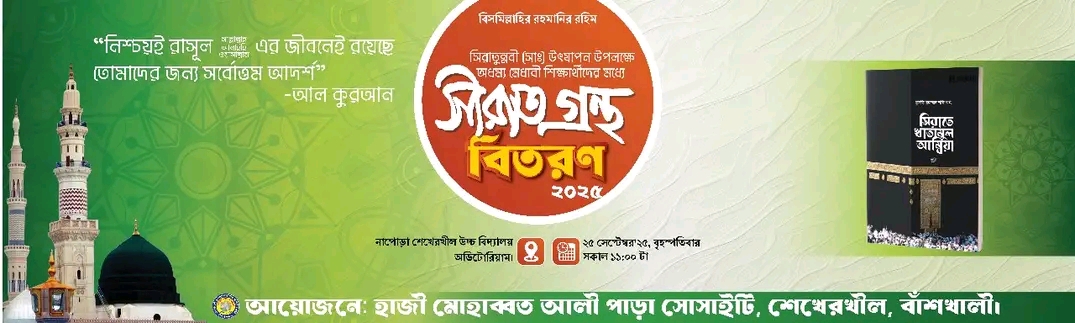 “নিশ্চয়ই রাসূল এর জীবনেই রয়েছে
তোমাদের জন্য সর্বোত্তম আদর্শ”
-আল কুরআন
বিসমিল্লাহির রহমানির রহিম
সিরাতুন্নবী (সাঃ) উৎযাপন উপলক্ষে
অধম্য মেধাবী শিক্ষার্থীদের মধ্যে
সীরাত গ্রন্থ
বিতরণ
২০২৫
নাপোড়া শেখেরখীল উচ্চ বিদ্যালয়
অডিটোরিয়াম।
২৫ সেপ্টেম্বর'২৫, বৃহস্পতিবার
সকাল ১১:০০ টা
সিরাতে
খাতামুল
আম্বিয়া
আয়োজনে: হাজী মোহাব্বত আলী পাড়া সোসাইটি, শেখেরখীল, বাঁশখালী।